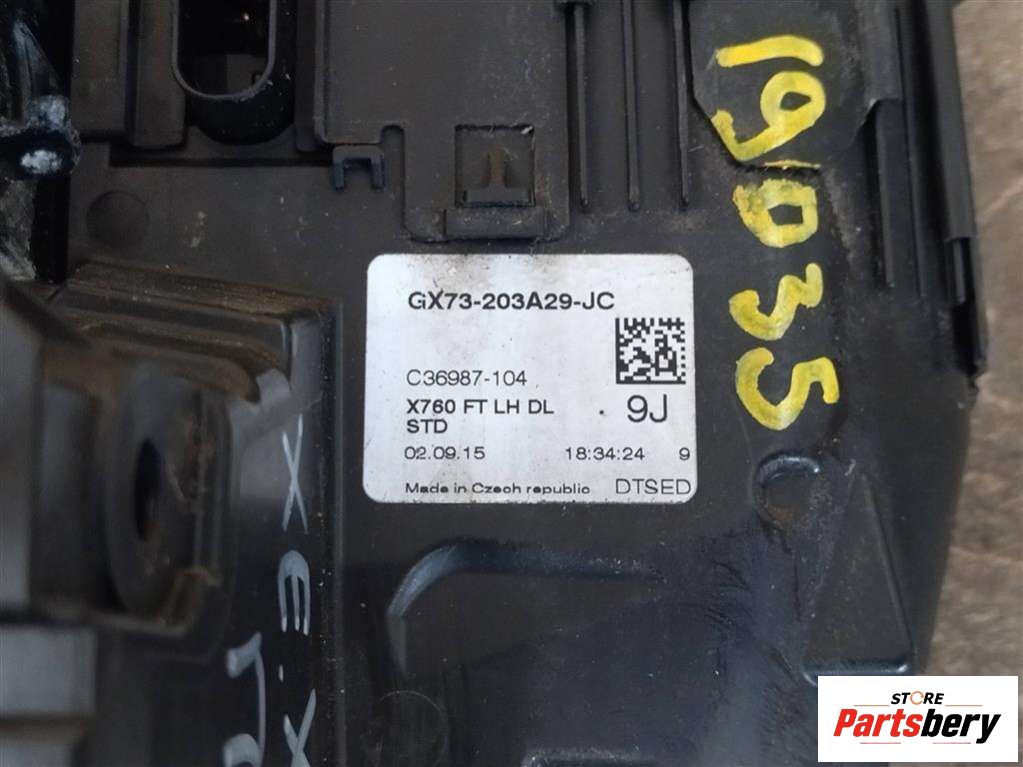 19035
GX73-203A29-JC
C36987-104
X760 FT LH DL
STD
9J
02.09.15 18:34:24 9
Made in Czech republic DTSED
STORE
Partsbery